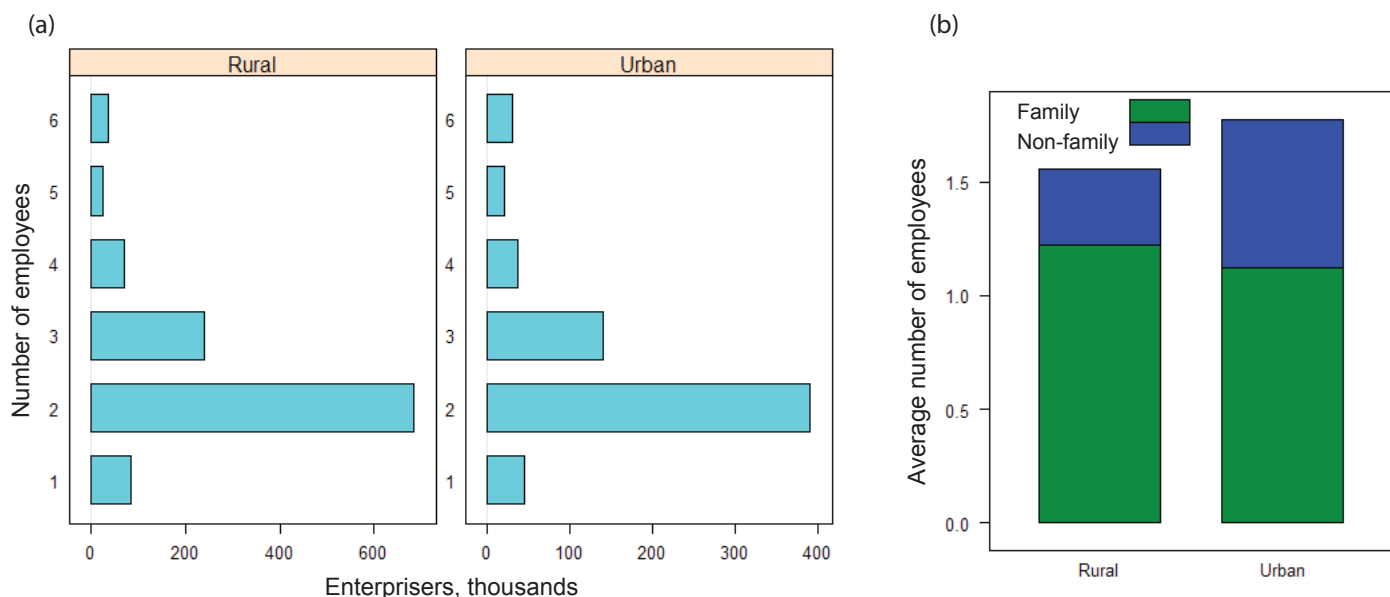 (a)
Rural
Urban
Number of employees
6
5
4
3
2
1
0
200
400
600
6
5
4
3
2
1
0
100
200
300
400
Enterprisers, thousands
(b)
Family
Non-family
Average number of employees
1.5
1.0
0.5
0.0
Rural
Urban